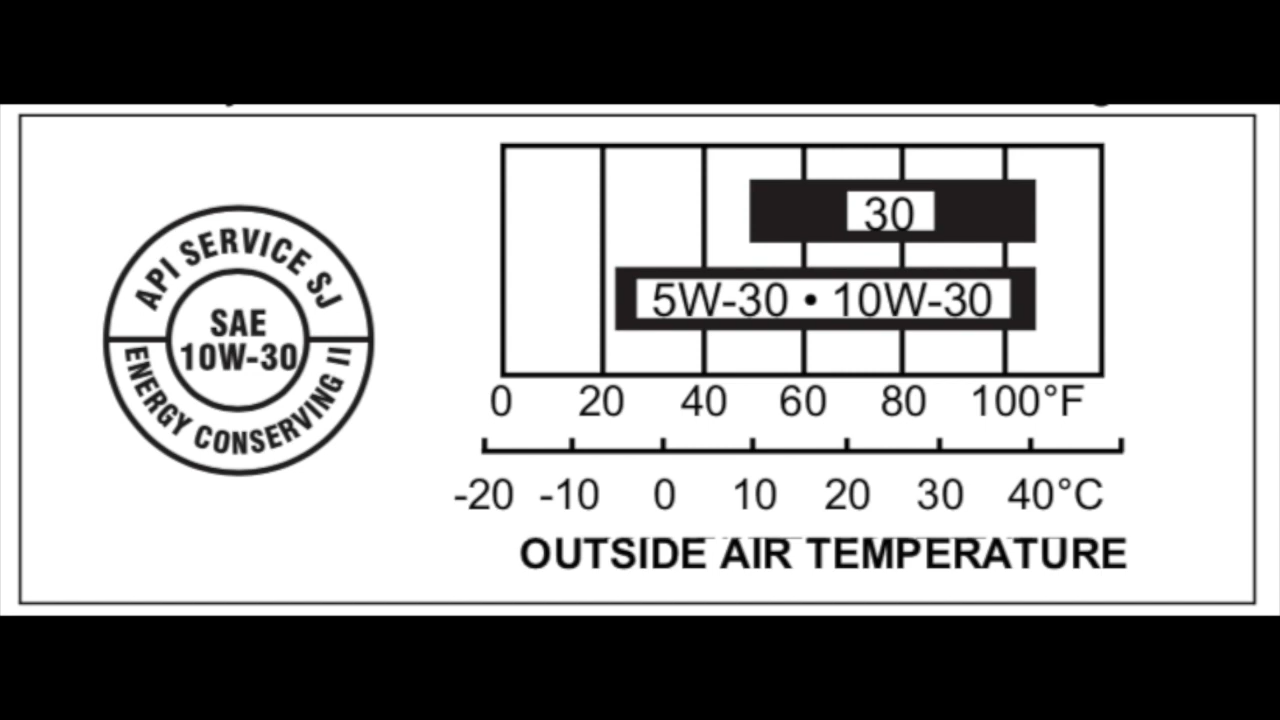 API SERVICE SJ
SAE
10W-30
ENERGY CONSERVING II
30
5W-30 • 10W-30
0 20 40 60 80 100°F
-20 -10 0 10 20 30 40°C
OUTSIDE AIR TEMPERATURE